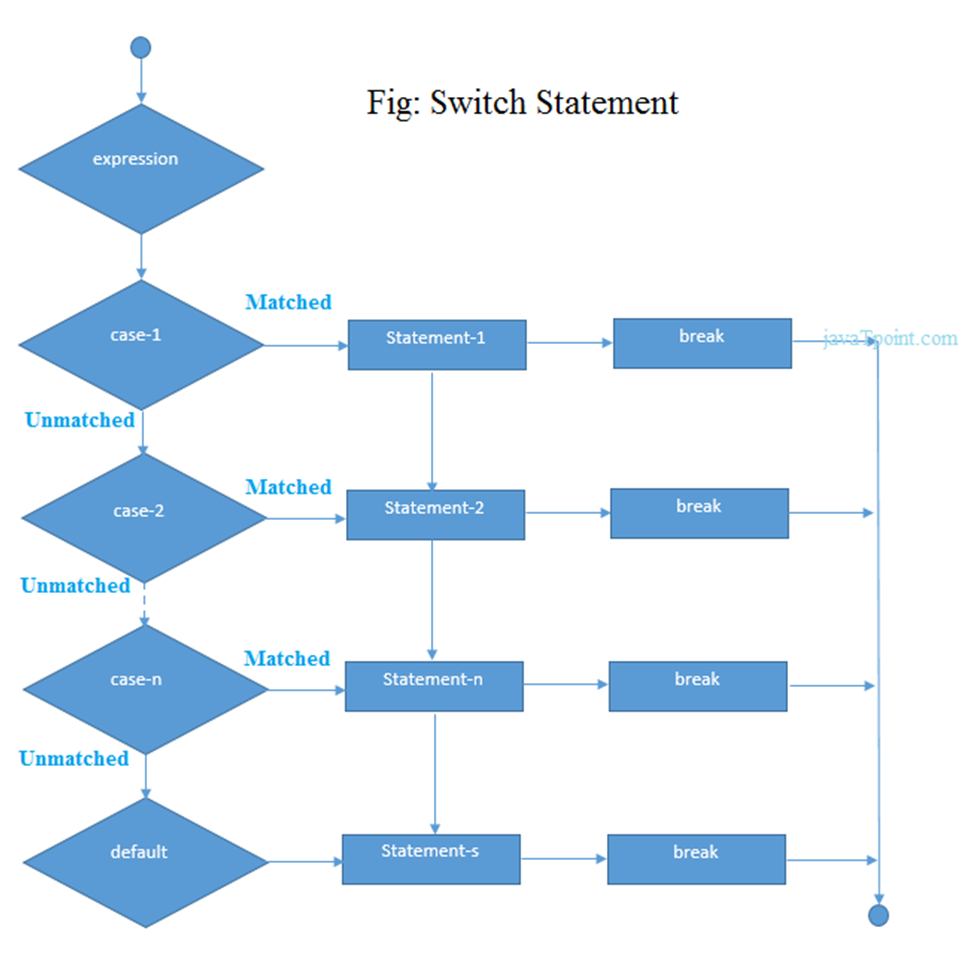 Fig: Switch Statement
expression
Matched
case-1
Statement-1
break
javaTpoint.com
Unmatched
Matched
case-2
Statement-2
break
Unmatched
Matched
case-n
Statement-n
break
Unmatched
default
Statement-s
break